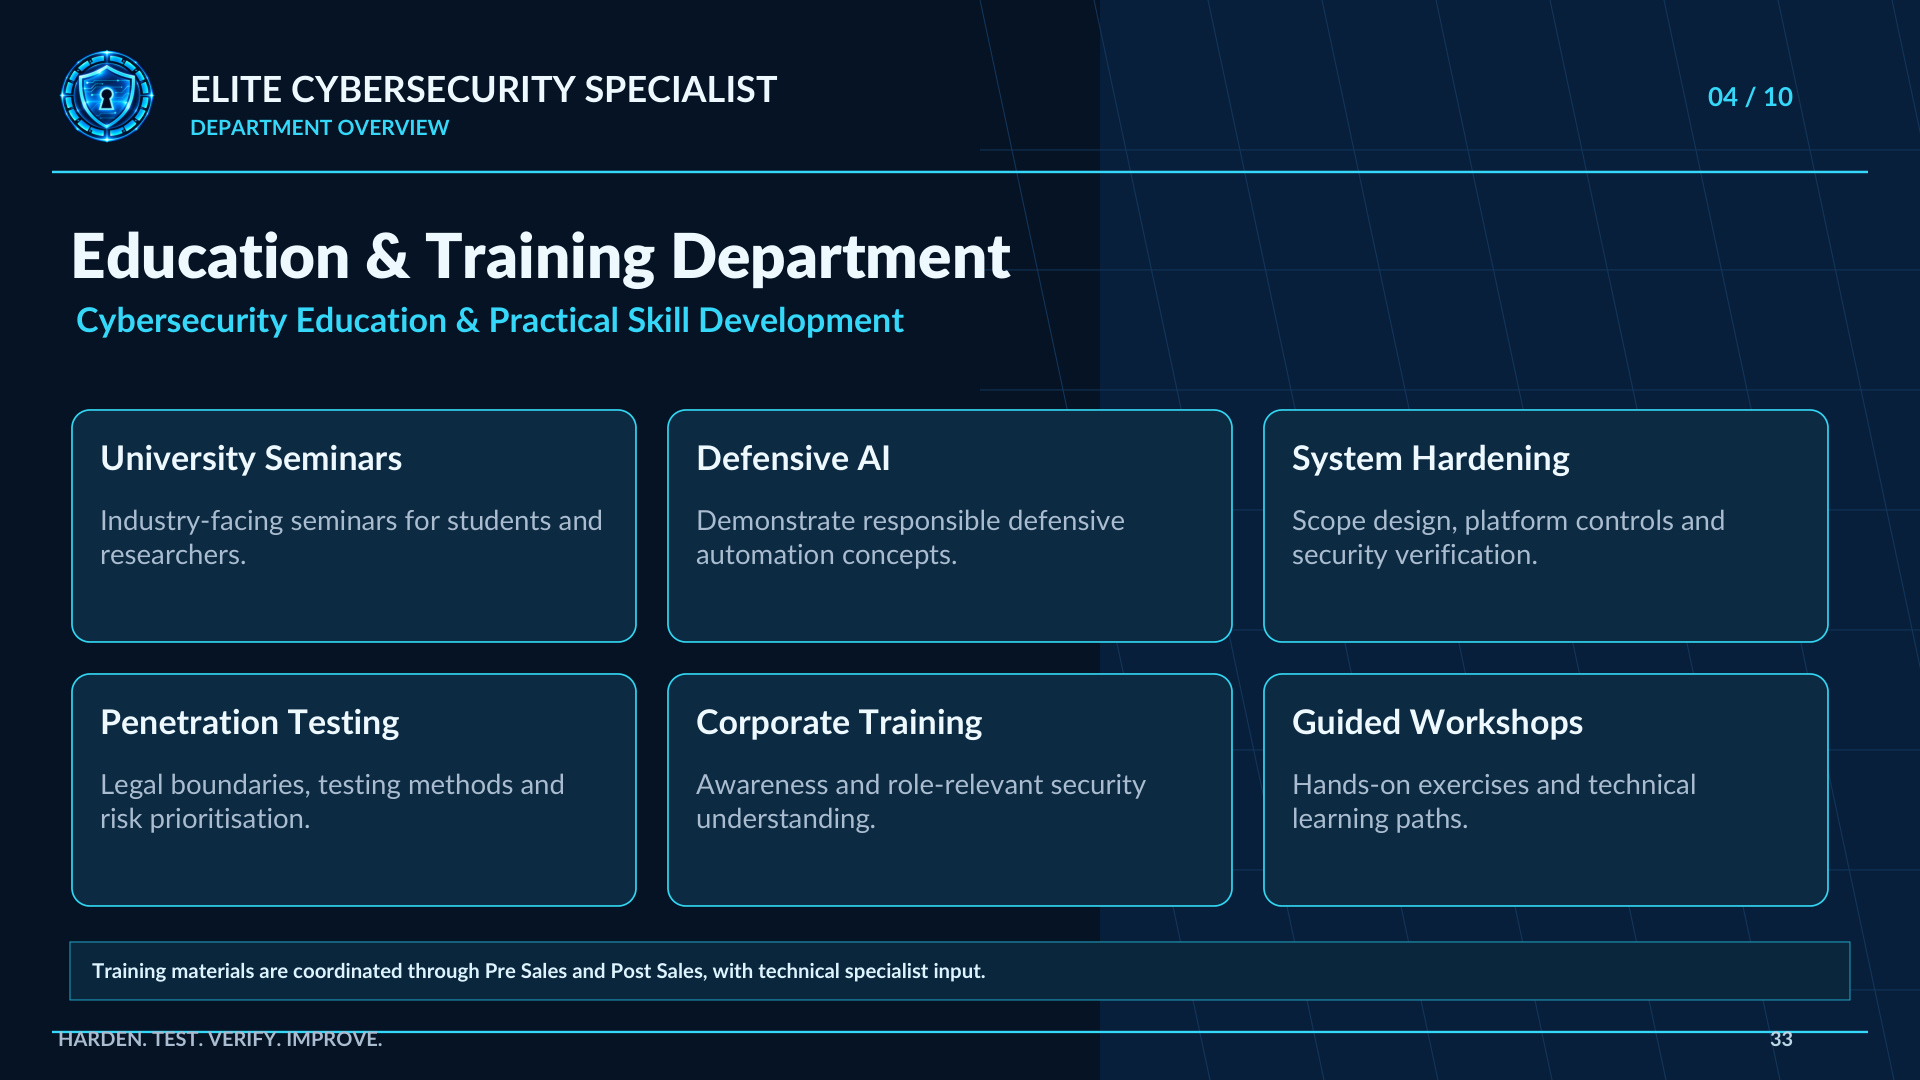 ELITE CYBERSECURITY SPECIALIST
DEPARTMENT OVERVIEW
04 / 10
Education & Training Department
Cybersecurity Education & Practical Skill Development
University Seminars
Industry-facing seminars for students and
researchers.
Defensive AI
Demonstrate responsible defensive
automation concepts.
System Hardening
Scope design, platform controls and
security verification.
Penetration Testing
Legal boundaries, testing methods and
risk prioritisation.
Corporate Training
Awareness and role-relevant security
understanding.
Guided Workshops
Hands-on exercises and technical
learning paths.
Training materials are coordinated through Pre Sales and Post Sales, with technical specialist input.
HARDEN. TEST. VERIFY. IMPROVE.
33